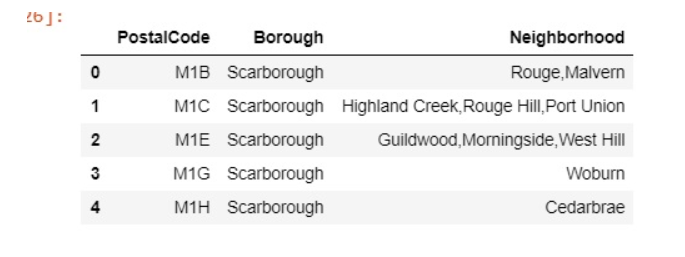 26]:
PostalCode Borough Neighborhood
0 M1B Scarborough Rouge,Malvern
1 M1C Scarborough Highland Creek,Rouge Hill,Port Union
2 M1E Scarborough Guildwood,Morningside,West Hill
3 M1G Scarborough Woburn
4 M1H Scarborough Cedarbrae